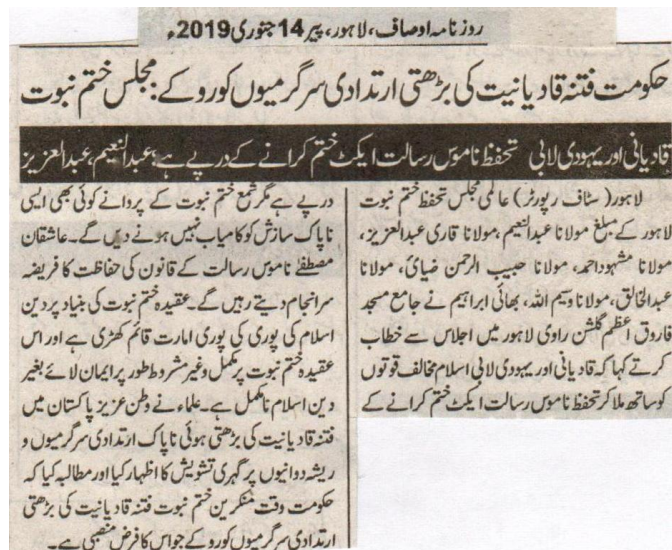 روزنامہ اوصاف، لاہور، پیر 14 جنوری 2019ء
حکومت فتنہ قادیانیت کی بڑھتی ارتدادی سرگرمیوں کو روکے: مجلس ختم نبوت
قادیانی اور یہودی لابی تحفظ ناموس رسالت ایکٹ ختم کرانے کے درپے ہے، عبدالنعیم، عبدالعزیز
لاہور (سٹاف رپورٹر) عالمی مجلس تحفظ ختم نبوت
لاہور کے مبلغ مولانا عبدالنعیم، مولانا قاری عبدالعزیز،
مولانا مشہود احمد، مولانا حبیب الرحمن ضیائی، مولانا
عبدالخالق، مولانا وسیم اللہ، بھائی ابراہیم نے جامع مسجد
فاروق اعظم گلشن راوی لاہور میں اجلاس سے خطاب
کرتے کہا کہ قادیانی اور یہودی لابی اسلام مخالف قوتوں
کو ساتھ ملا کر تحفظ ناموس رسالت ایکٹ ختم کرانے کے
درپے ہے مگر شمع ختم نبوت کے پروانے کوئی بھی ایسی
ناپاک سازش کو کامیاب نہیں ہونے دیں گے۔ عاشقان
مصطفےٰ ناموس رسالت کے قانون کی حفاظت کا فریضہ
سرانجام دیتے رہیں گے۔ عقیدہ ختم نبوت کی بنیاد پر دین
اسلام کی پوری کی پوری امارت قائم کھڑی ہے اور اس
عقیدہ ختم نبوت پر مکمل وغیر مشروط طور پر ایمان لائے بغیر
دین اسلام نامکمل ہے۔ علماء نے وطن عزیز پاکستان میں
فتنہ قادیانیت کی بڑھتی ہوئی ناپاک ارتدادی سرگرمیوں و
ریشہ دوانیوں پر گہری تشویش کا اظہار کیا اور مطالبہ کیا کہ
حکومت وقت منکرین ختم نبوت فتنہ قادیانیت کی بڑھتی
ارتدادی سرگرمیوں کو روکے جو اس کا فرض منصبی ہے۔